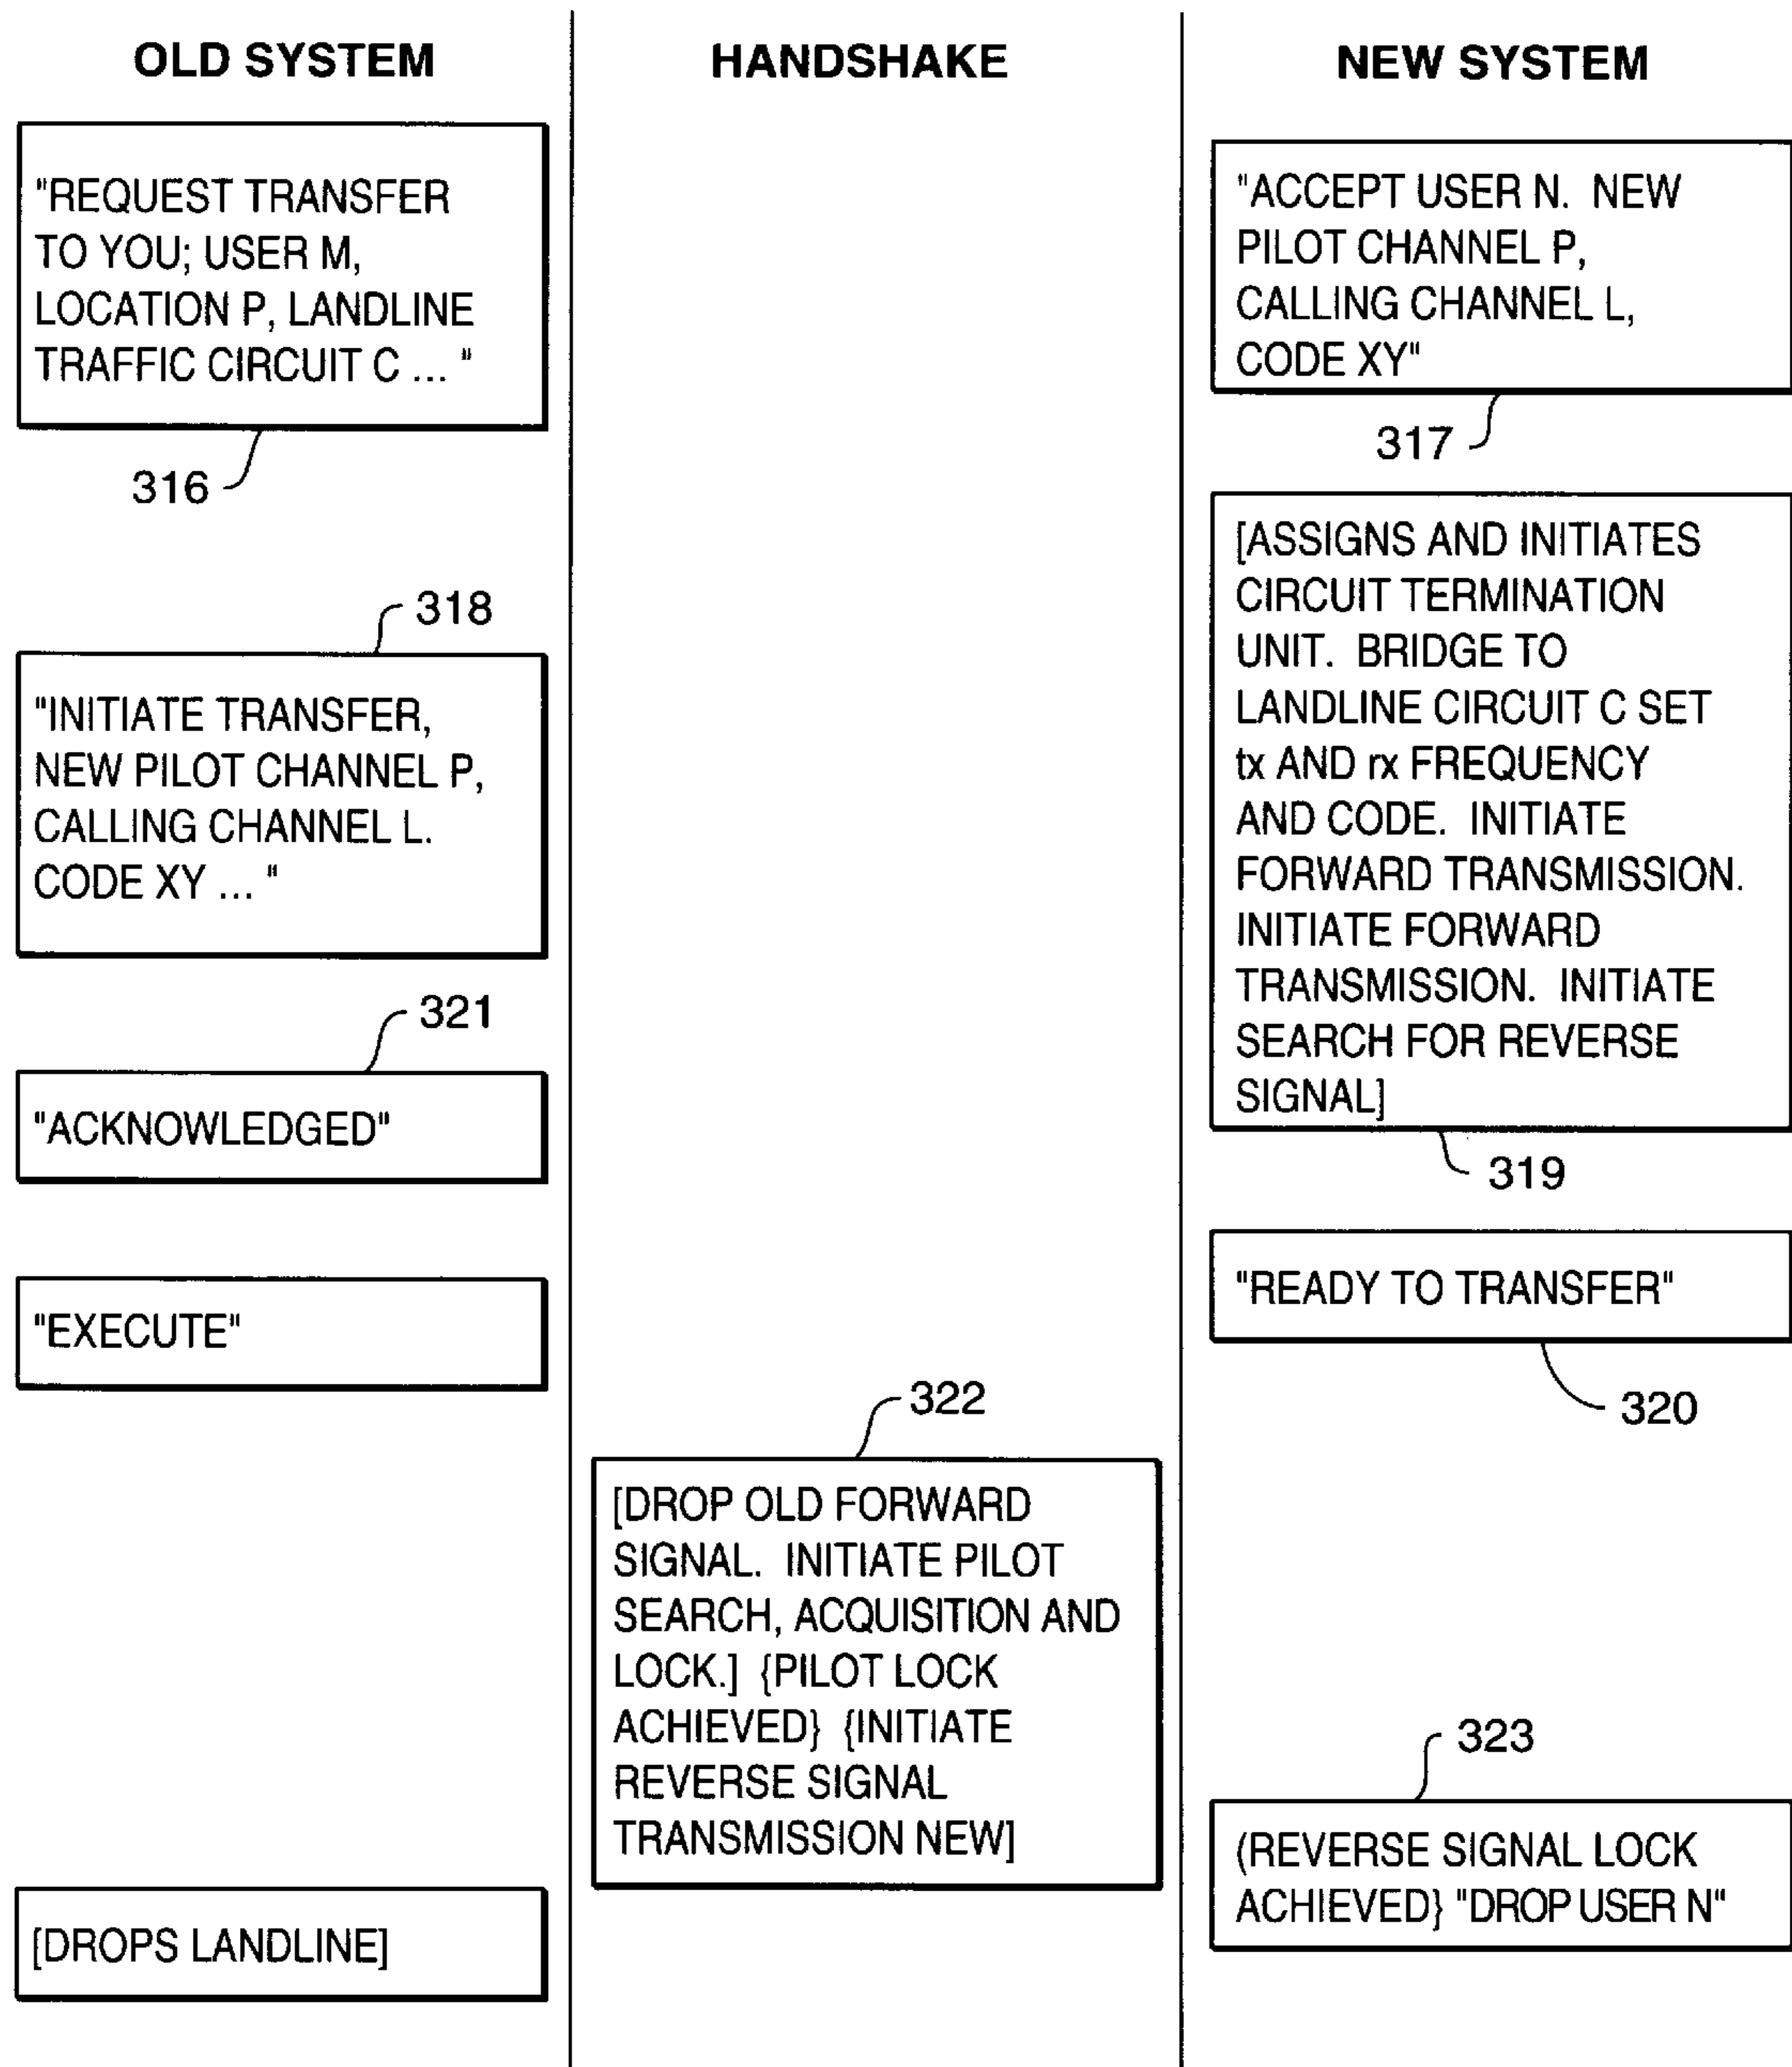 OLD SYSTEM
HANDSHAKE
NEW SYSTEM
"REQUEST TRANSFER
TO YOU; USER M,
LOCATION P, LANDLINE
TRAFFIC CIRCUIT C ... "
316
"ACCEPT USER N. NEW
PILOT CHANNEL P,
CALLING CHANNEL L,
CODE XY"
317
318
"INITIATE TRANSFER,
NEW PILOT CHANNEL P,
CALLING CHANNEL L.
CODE XY ... "
[ASSIGNS AND INITIATES
CIRCUIT TERMINATION
UNIT. BRIDGE TO
LANDLINE CIRCUIT C SET
tx AND rx FREQUENCY
AND CODE. INITIATE
FORWARD TRANSMISSION.
INITIATE FORWARD
TRANSMISSION. INITIATE
SEARCH FOR REVERSE
SIGNAL]
319
321
"ACKNOWLEDGED"
"READY TO TRANSFER"
320
"EXECUTE"
322
[DROP OLD FORWARD
SIGNAL. INITIATE PILOT
SEARCH, ACQUISITION AND
LOCK.] {PILOT LOCK
ACHIEVED} {INITIATE
REVERSE SIGNAL
TRANSMISSION NEW]
323
(REVERSE SIGNAL LOCK
ACHIEVED} "DROP USER N"
[DROPS LANDLINE]